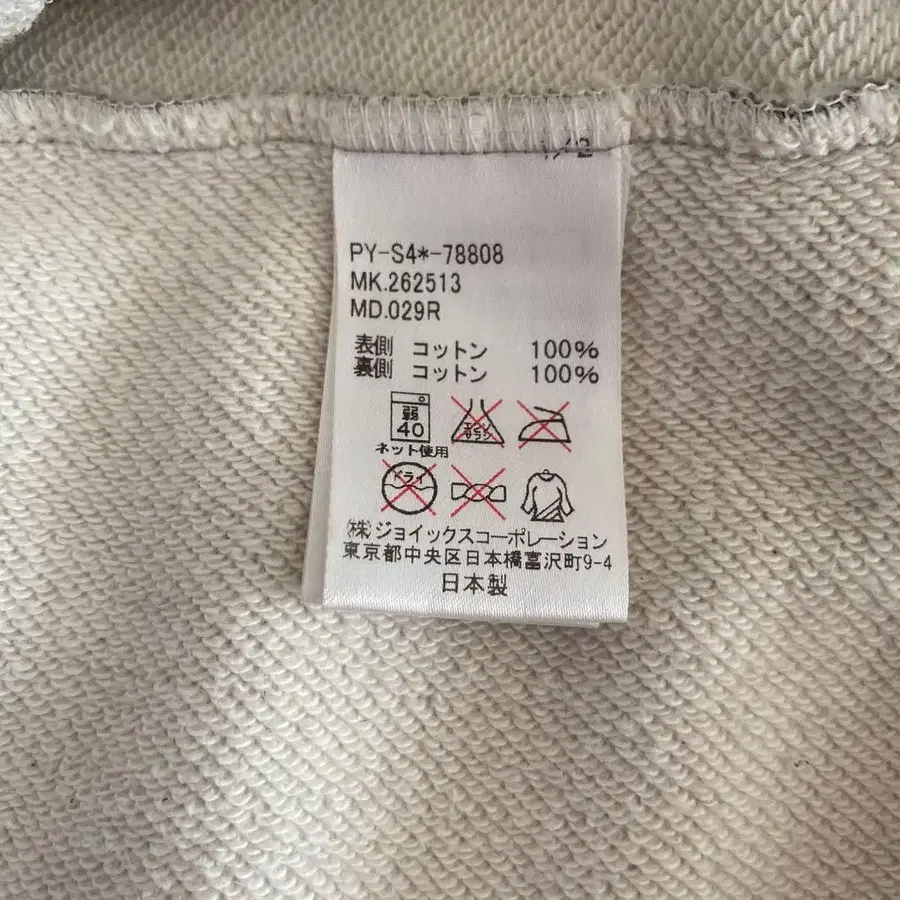 PY-S4*-78808
MK.262513
MD.029R
表側 コットン 100%
裏側 コットン 100%
弱
40
エンソ
サラシ
ネット使用
ドライ
㈱ジョイックスコーポレーション
東京都中央区日本橋富沢町9-4
日本製